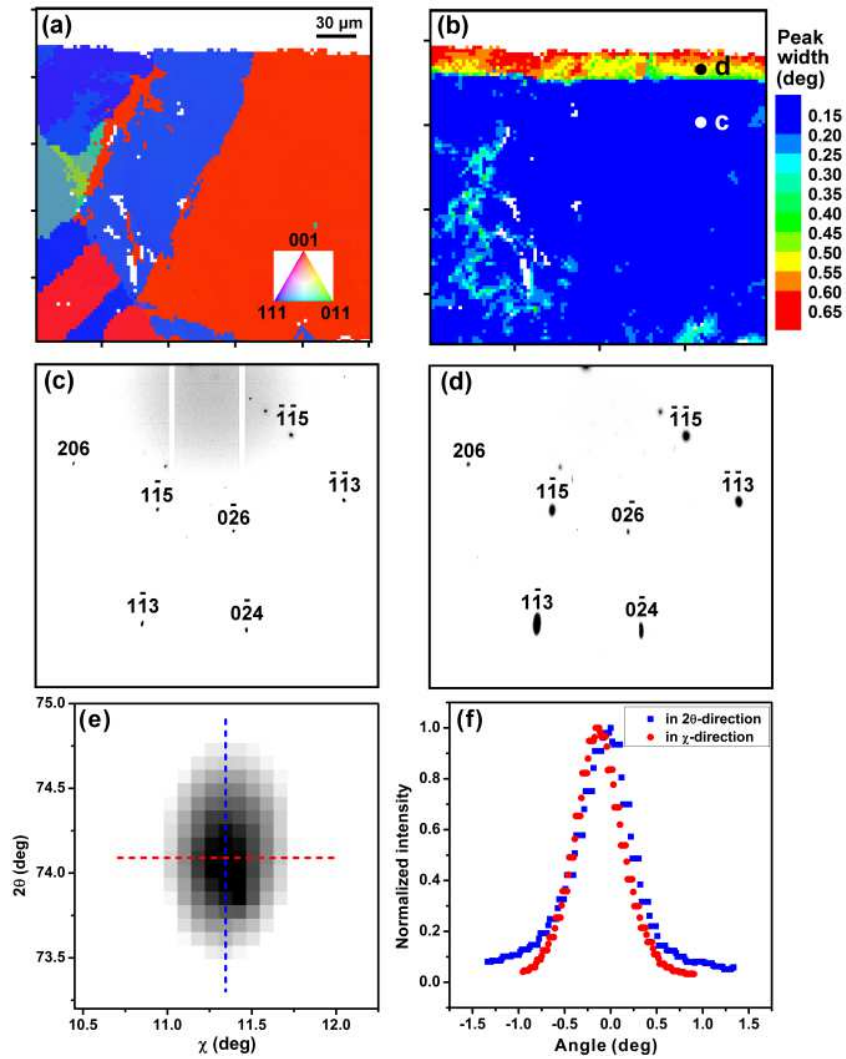 (a)
30 μm
001
111
011
(b)
Peak
width
(deg)
d
c
0.15
0.20
0.25
0.30
0.35
0.40
0.45
0.50
0.55
0.60
0.65
(c)
1̄1̄5
206
11̄5
02̄6
1̄1̄3
11̄3
02̄4
(d)
1̄1̄5
206
11̄5
02̄6
1̄1̄3
11̄3
02̄4
(e)
75.0
74.5
74.0
73.5
2θ (deg)
10.5
11.0
11.5
12.0
χ (deg)
(f)
in 2θ-direction
in χ-direction
1.0
0.8
0.6
0.4
0.2
0.0
Normalized intensity
-1.5
-1.0
-0.5
0.0
0.5
1.0
1.5
Angle (deg)